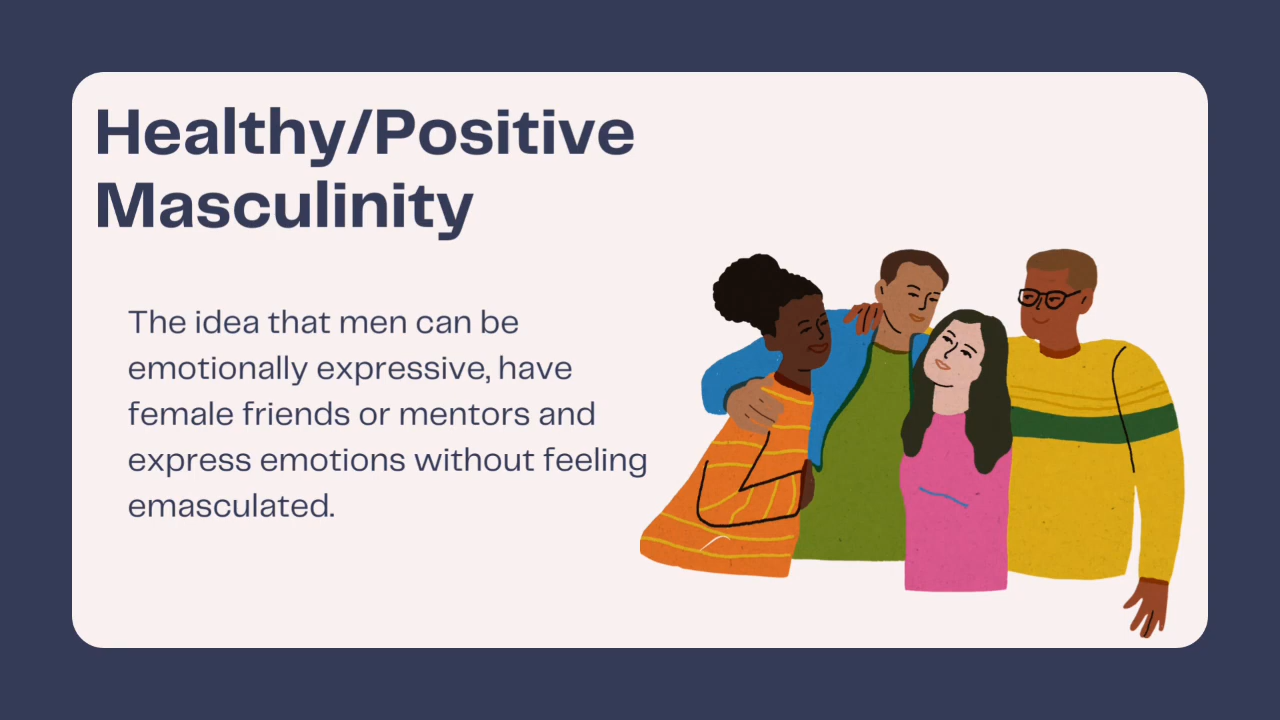 Healthy/Positive
Masculinity
The idea that men can be
emotionally expressive, have
female friends or mentors and
express emotions without feeling
emasculated.